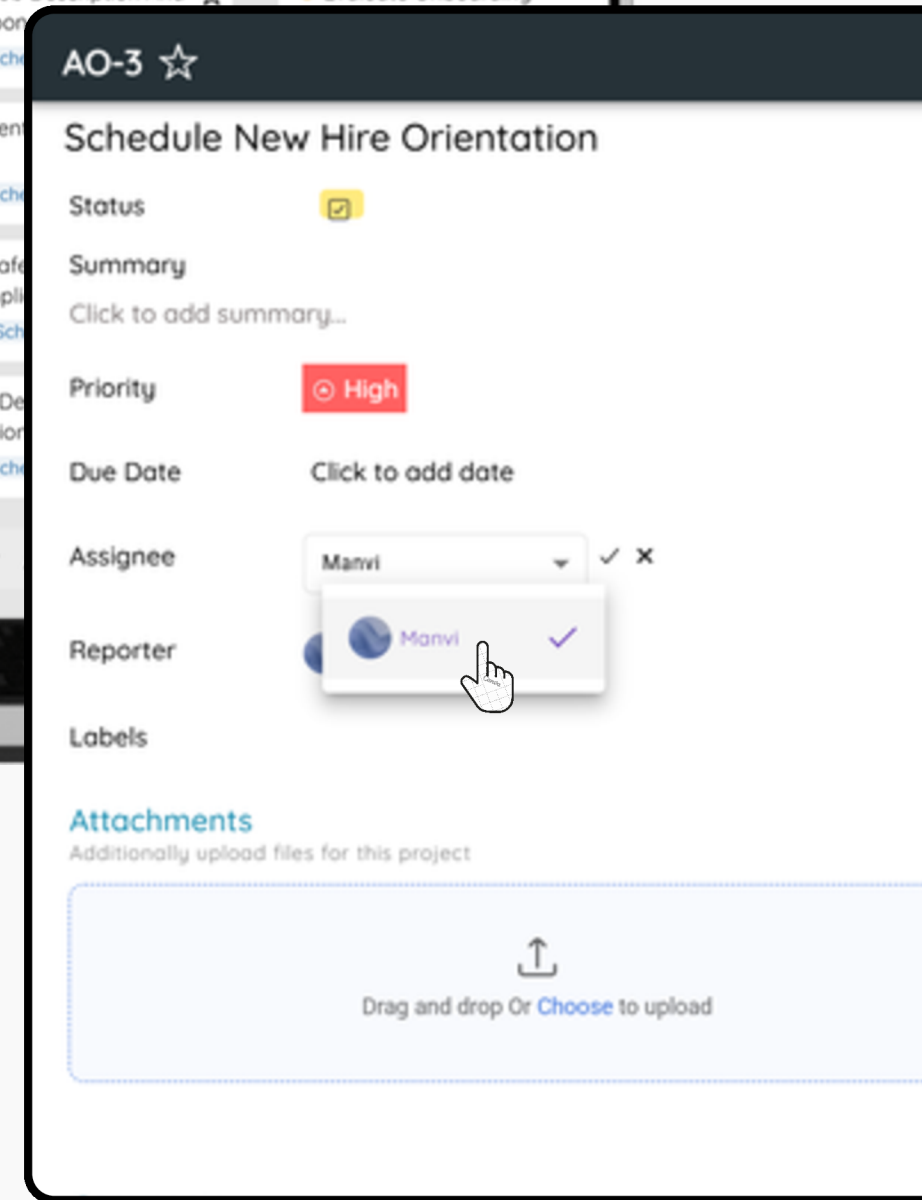 AO-3
Schedule New Hire Orientation
Status
Summary
Click to add summary...
Priority
High
Due Date
Click to add date
Assignee
Manvi
Manvi
Reporter
Labels
Attachments
Additionally upload files for this project
Drag and drop Or Choose to upload